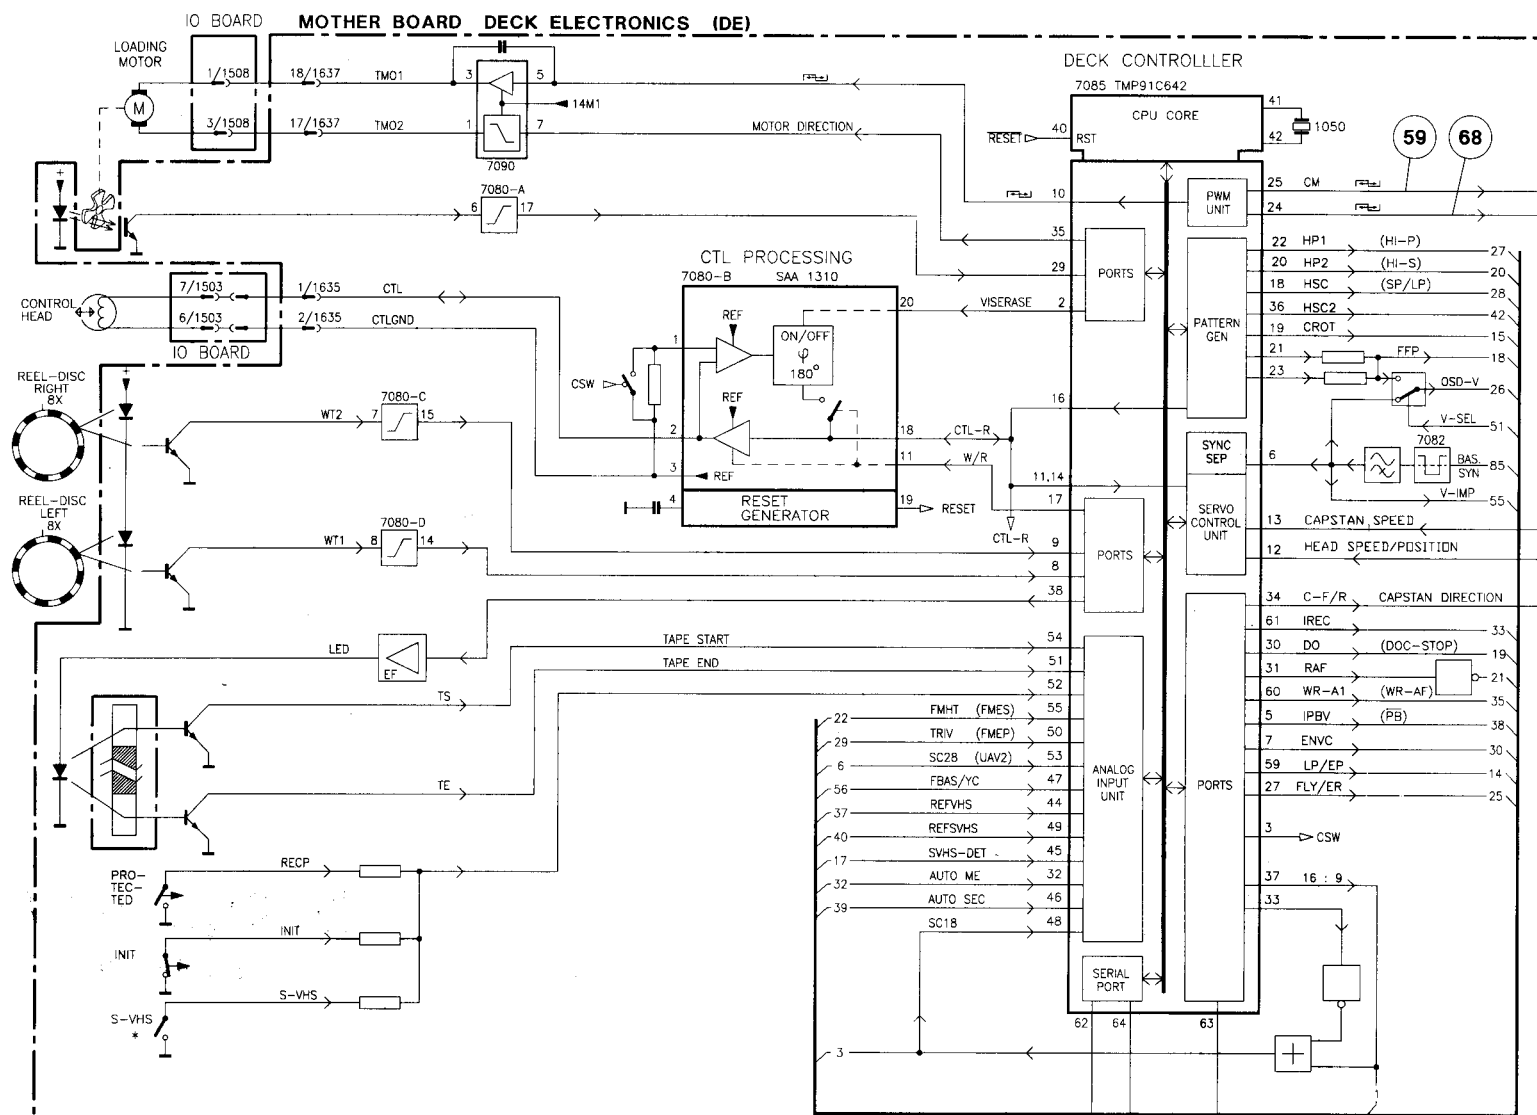 IO BOARD
MOTHER BOARD DECK ELECTRONICS (DE)
LOADING
MOTOR
M
1/1508
18/1637
TMO1
3
5
14M1
3/1508
17/1637
TMO2
1
7
MOTOR DIRECTION
7090
7080-A
6
17
+
DECK CONTROLLLER
7085 TMP91C642
CPU CORE
41
42
1050
RESET
40
RST
59
68
10
PWM
UNIT
25 CM
24
35
29
2
PORTS
CTL PROCESSING
7080-B SAA 1310
20
VISERASE
REF
ON/OFF
φ
180°
1
CSW
REF
2
18
CTL-R
11
W/R
3
REF
4
RESET
GENERATOR
19
RESET
CTL-R
CONTROL
HEAD
7/1503
1/1635
CTL
6/1503
2/1635
CTLGND
IO BOARD
REEL-DISC
RIGHT
8X
+
WT2
7
7080-C
15
REEL-DISC
LEFT
8X
WT1
8
7080-D
14
PATTERN
GEN
22 HP1 (HI-P) 27
20 HP2 (HI-S) 20
18 HSC (SP/LP) 28
36 HSC2 42
19 CROT 15
21 FFP 18
23
OSD-V 26
V-SEL 51
16
SYNC
SEP
6
7082
BAS.
SYN
85
V-IMP 55
11,14
17
SERVO
CONTROL
UNIT
13 CAPSTAN SPEED
12 HEAD SPEED/POSITION
9
8
38
PORTS
34 C-F/R CAPSTAN DIRECTION
61 IREC 33
30 DO (DOC-STOP) 19
31 RAF 21
60 WR-A1 (WR-AF) 35
5 IPBV (PB) 38
7 ENVC 30
59 LP/EP 14
27 FLY/ER 25
3 CSW
37 16 : 9
33
PORTS
LED
EF
TAPE START 54
TAPE END 51
52
TS
TE
22 FMHT (FMES) 55
29 TRIV (FMEP) 50
6 SC28 (UAV2) 53
56 FBAS/YC 47
37 REFVHS 44
40 REFSVHS 49
17 SVHS-DET 45
32 AUTO ME 32
39 AUTO SEC 46
SC18 48
ANALOG
INPUT
UNIT
SERIAL
PORT
62
64
63
3
+
PRO-
TEC-
TED
RECP
INIT
INIT
S-VHS
*
S-VHS